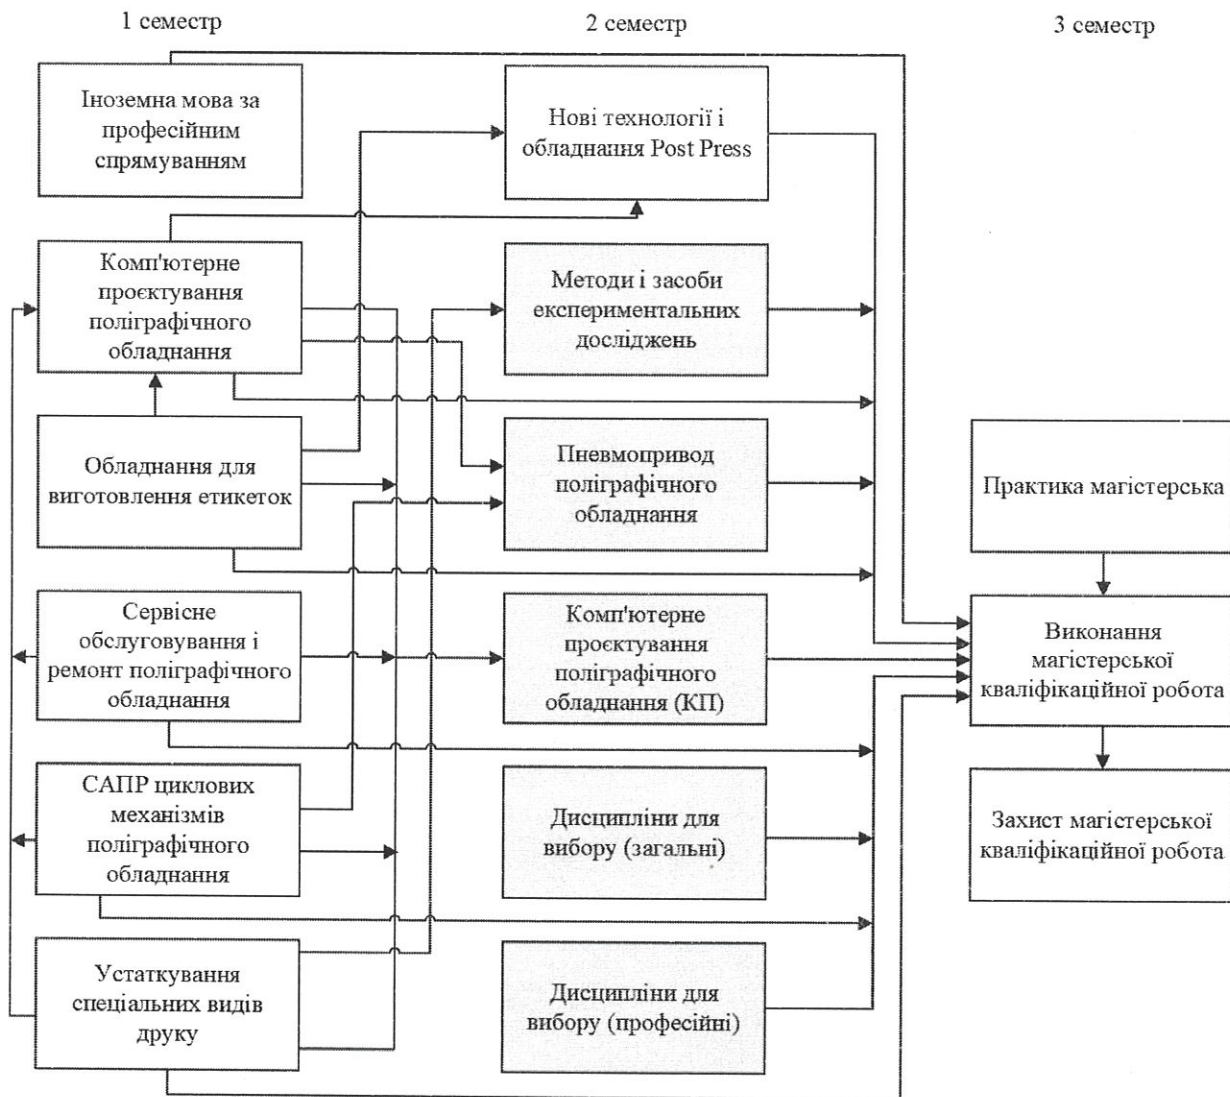 1 семестр
2 семестр
3 семестр
Іноземна мова за
професійним
спрямуванням
Нові технології і
обладнання Post Press
Комп'ютерне
проєктування
поліграфічного
обладнання
Методи і засоби
експериментальних
досліджень
Обладнання для
виготовлення етикеток
Пневмопривод
поліграфічного
обладнання
Практика магістерська
Сервісне
обслуговування і
ремонт поліграфічного
обладнання
Комп'ютерне
проєктування
поліграфічного
обладнання (КП)
Виконання
магістерської
кваліфікаційної робота
САПР циклових
механізмів
поліграфічного
обладнання
Дисципліни для
вибору (загальні)
Захист магістерської
кваліфікаційної робота
Устаткування
спеціальних видів
друку
Дисципліни для
вибору (професійні)